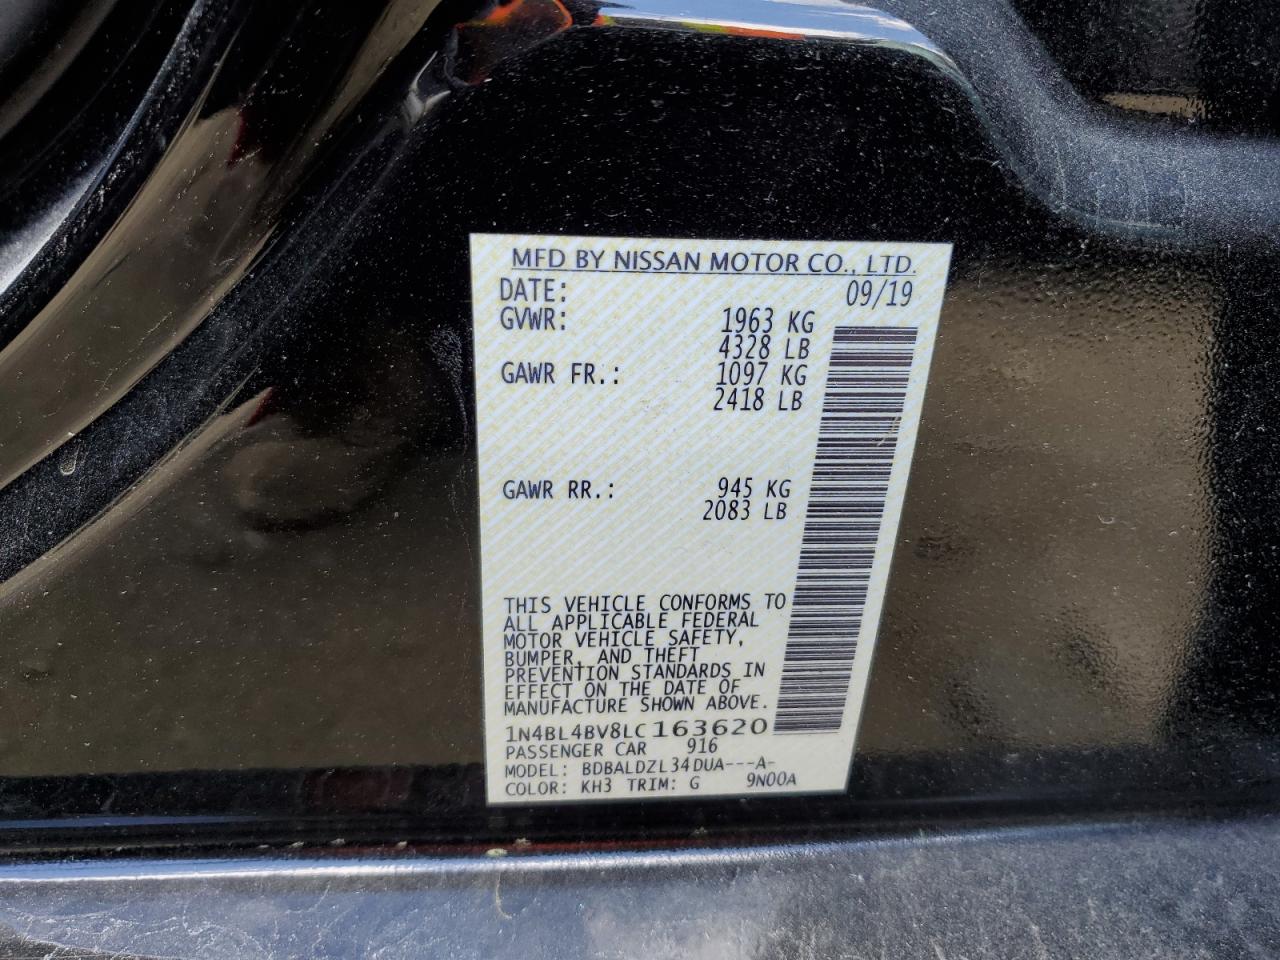 MFD BY NISSAN MOTOR CO., LTD.
DATE: 09/19
GVWR: 1963 KG
4328 LB
GAWR FR.: 1097 KG
2418 LB
GAWR RR.: 945 KG
2083 LB
THIS VEHICLE CONFORMS TO
ALL APPLICABLE FEDERAL
MOTOR VEHICLE SAFETY,
BUMPER, AND THEFT
PREVENTION STANDARDS IN
EFFECT ON THE DATE OF
MANUFACTURE SHOWN ABOVE.
1N4BL4BV8LC163620
PASSENGER CAR 916
MODEL: BDBALDZL34DUA---A-
COLOR: KH3 TRIM: G 9N00A